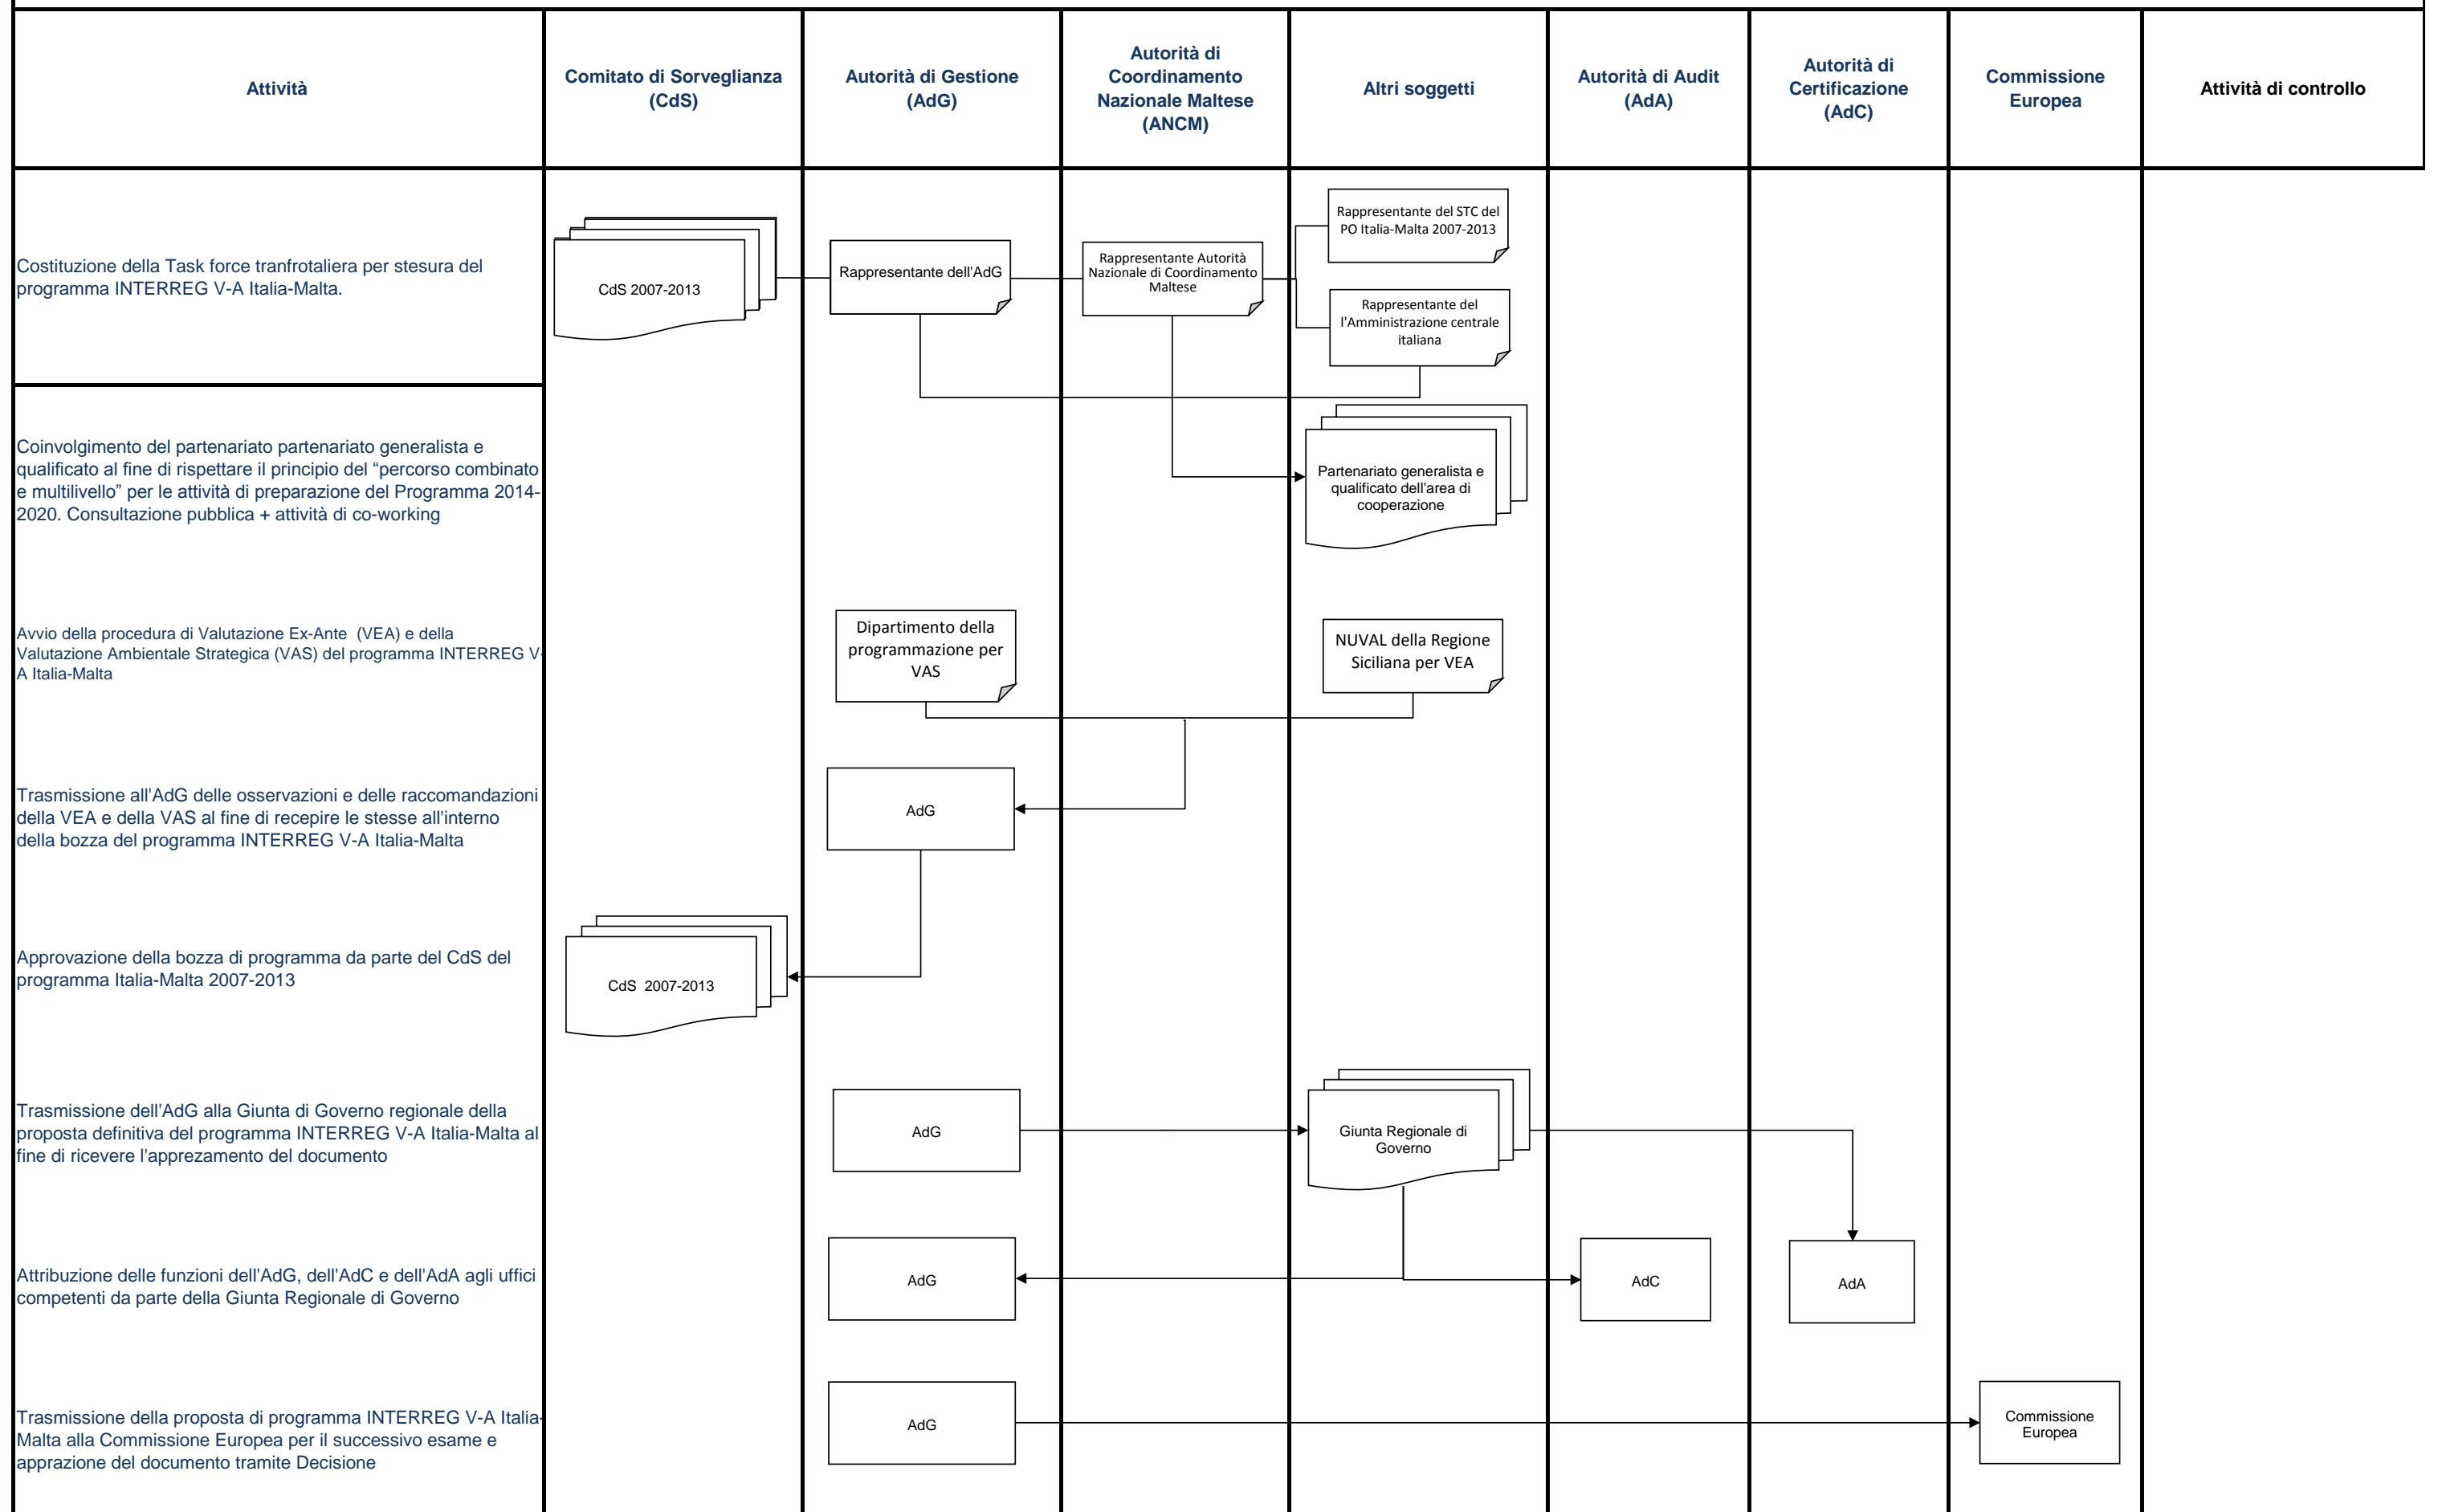 Attività
Comitato di Sorveglianza
(CdS)
Autorità di Gestione
(AdG)
Autorità di
Coordinamento
Nazionale Maltese
(ANCM)
Altri soggetti
Autorità di Audit
(AdA)
Autorità di
Certificazione
(AdC)
Commissione
Europea
Attività di controllo
Costituzione della Task force tranfrotaliera per stesura del
programma INTERREG V-A Italia-Malta.
CdS 2007-2013
Rappresentante dell'AdG
Rappresentante Autorità
Nazionale di Coordinamento
Maltese
Rappresentante del STC del
PO Italia-Malta 2007-2013
Rappresentante del
l'Amministrazione centrale
italiana
Coinvolgimento del partenariato partenariato generalista e
qualificato al fine di rispettare il principio del “percorso combinato
e multilivello” per le attività di preparazione del Programma 2014-
2020. Consultazione pubblica + attività di co-working
Partenariato generalista e
qualificato dell'area di
cooperazione
Avvio della procedura di Valutazione Ex-Ante (VEA) e della
Valutazione Ambientale Strategica (VAS) del programma INTERREG V-
A Italia-Malta
Dipartimento della
programmazione per
VAS
NUVAL della Regione
Siciliana per VEA
Trasmissione all'AdG delle osservazioni e delle raccomandazioni
della VEA e della VAS al fine di recepire le stesse all'interno
della bozza del programma INTERREG V-A Italia-Malta
AdG
Approvazione della bozza di programma da parte del CdS del
programma Italia-Malta 2007-2013
CdS 2007-2013
Trasmissione dell'AdG alla Giunta di Governo regionale della
proposta definitiva del programma INTERREG V-A Italia-Malta al
fine di ricevere l'apprezamento del documento
AdG
Giunta Regionale di
Governo
Attribuzione delle funzioni dell'AdG, dell'AdC e dell'AdA agli uffici
competenti da parte della Giunta Regionale di Governo
AdG
AdC
AdA
Trasmissione della proposta di programma INTERREG V-A Italia-
Malta alla Commissione Europea per il successivo esame e
apprazione del documento tramite Decisione
AdG
Commissione
Europea